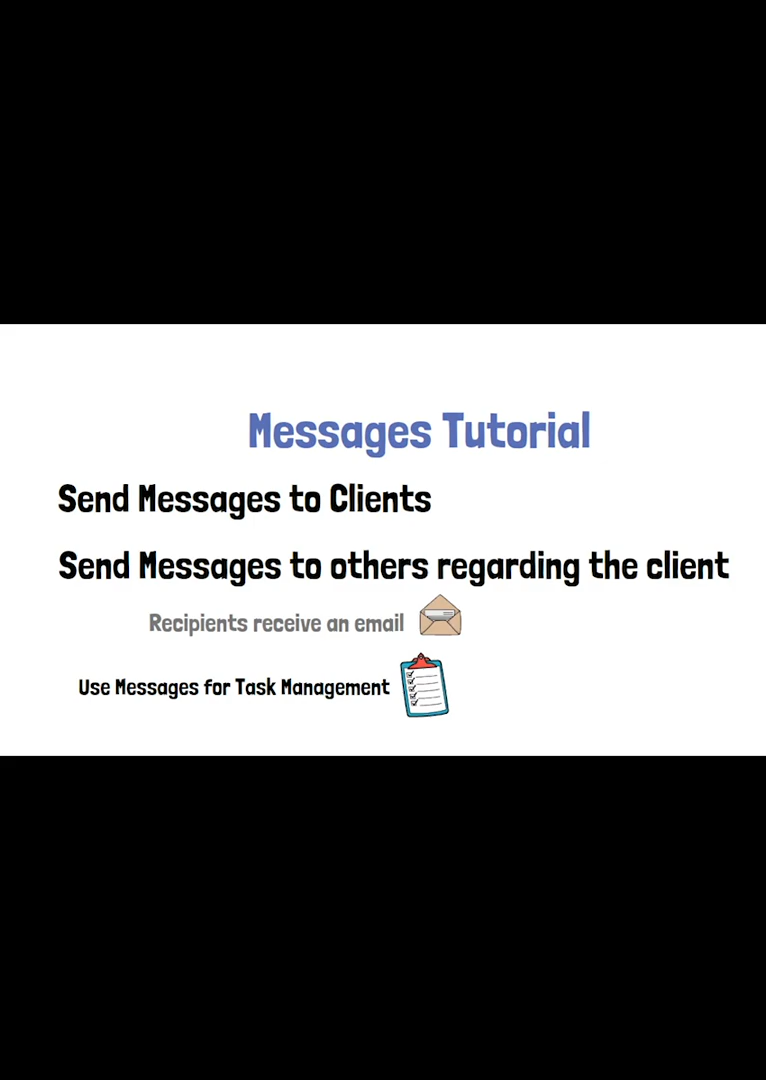 Messages Tutorial
Send Messages to Clients
Send Messages to others regarding the client
Recipients receive an email
Use Messages for Task Management